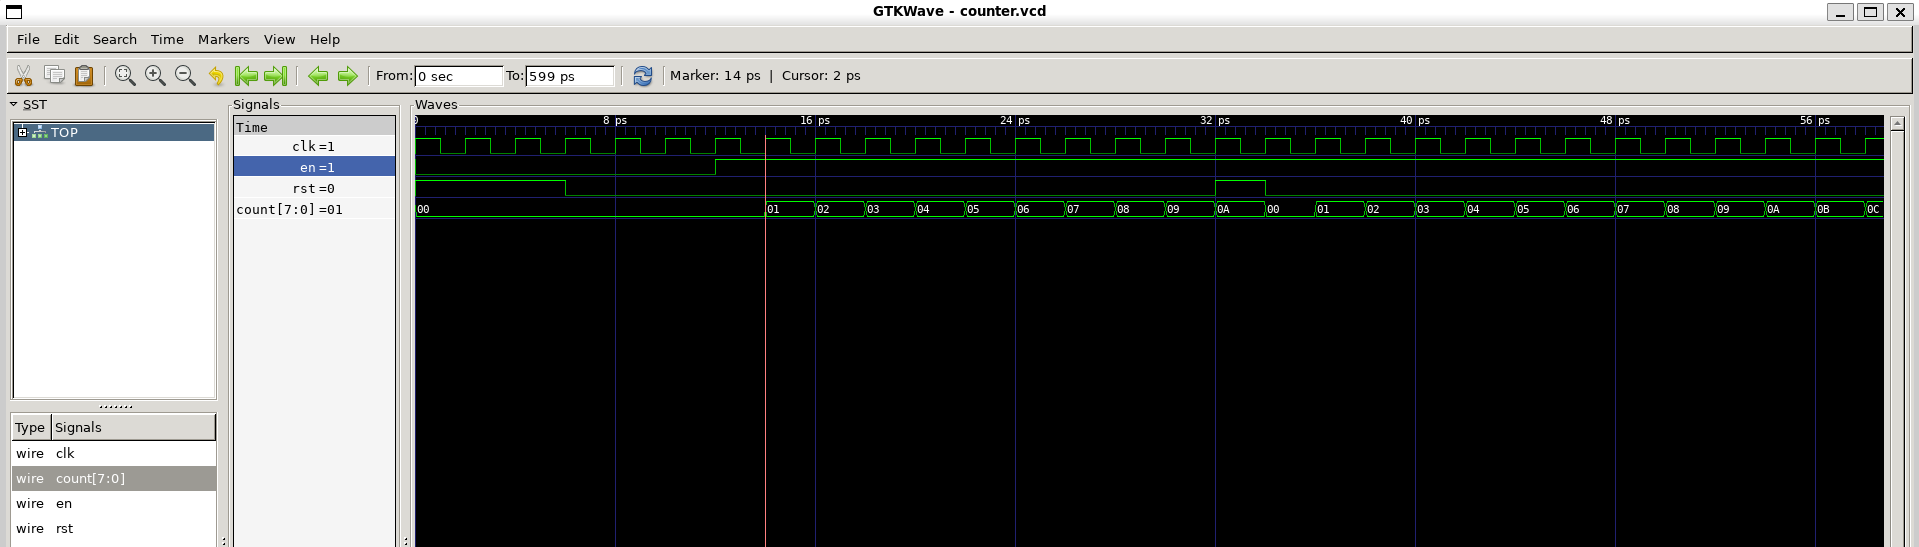 GTKWave - counter.vcd
File Edit Search Time Markers View Help
From: 0 sec To: 599 ps Marker: 14 ps | Cursor: 2 ps
SST
TOP
Type Signals
wire clk
wire count[7:0]
wire en
wire rst
Signals
Time
clk =1
en =1
rst =0
count[7:0] =01
Waves
0 8 ps 16 ps 24 ps 32 ps 40 ps 48 ps 56 ps
00 01 02 03 04 05 06 07 08 09 0A 00 01 02 03 04 05 06 07 08 09 0A 0B 0C